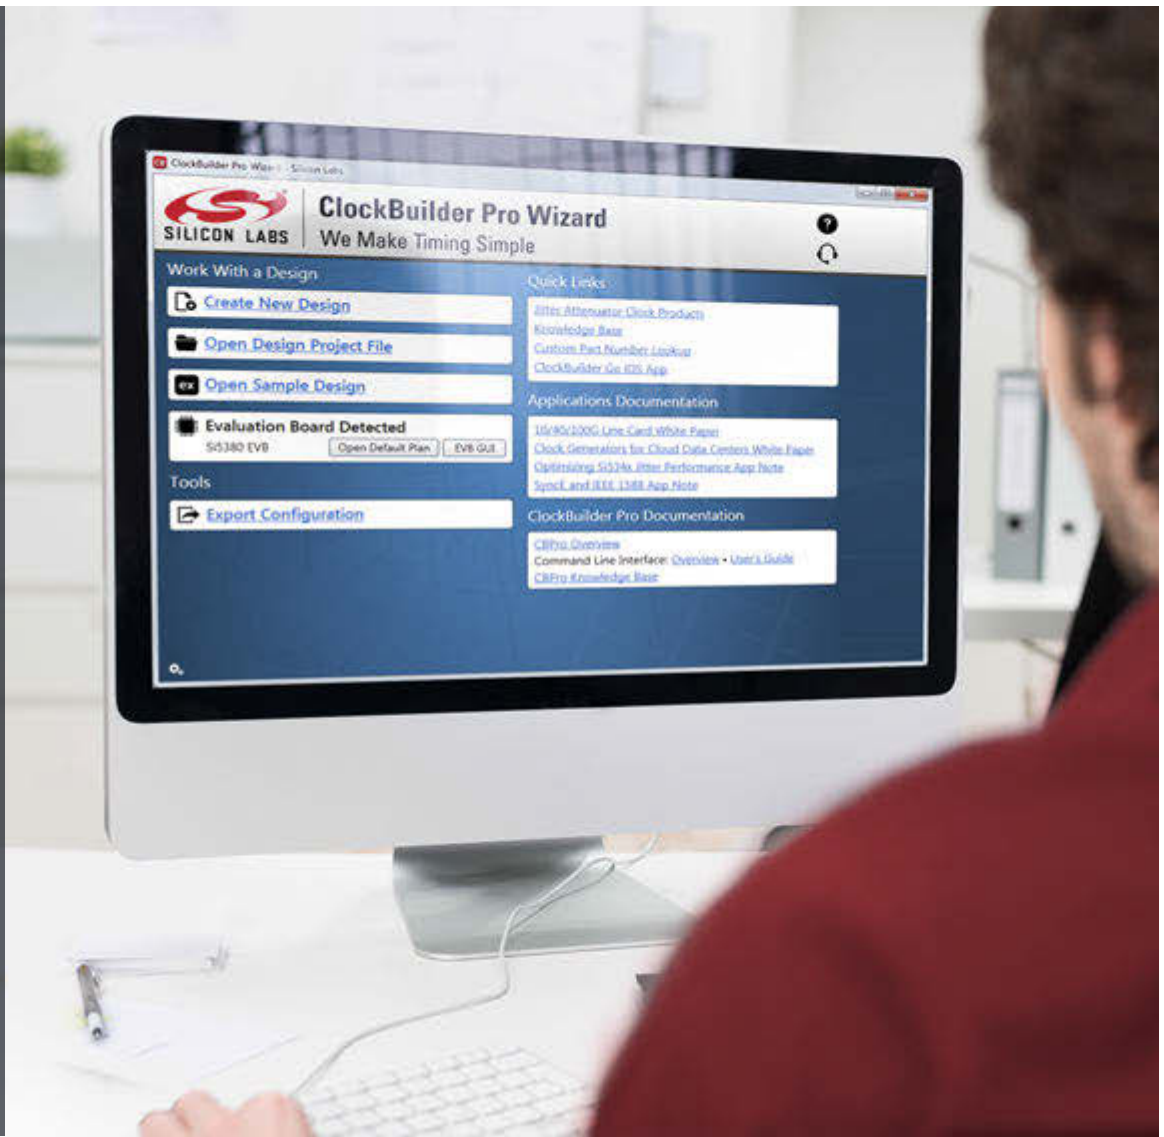 ClockBuilder Pro Wizard - Silicon Labs
SILICON LABS
ClockBuilder Pro Wizard
We Make Timing Simple
?
Work With a Design
Create New Design
Open Design Project File
ex Open Sample Design
Evaluation Board Detected
Si5380 EVB
Open Default Plan
EVB GUI
Tools
Export Configuration
Quick Links
Jitter Attenuator Clock Products
Knowledge Base
Custom Part Number Lookup
ClockBuilder Go iOS App
Applications Documentation
10/40/100G Line Card White Paper
Clock Generators for Cloud Data Centers White Paper
Optimizing Si534x Jitter Performance App Note
SyncE and IEEE 1588 App Note
ClockBuilder Pro Documentation
CBPro Overview
Command Line Interface: Overview • User's Guide
CBPro Knowledge Base